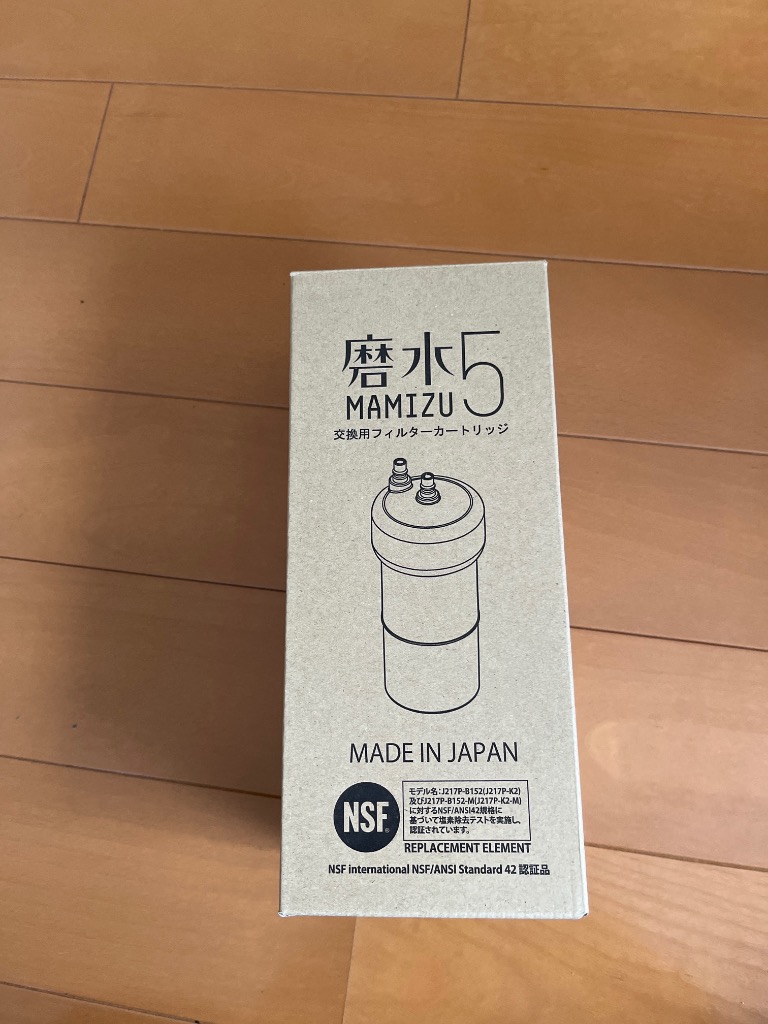 磨水5
MAMIZU
交換用フィルターカートリッジ
MADE IN JAPAN
NSF®
モデル名:J217P-B152(J217P-K2)
及びJ217P-B152-M(J217P-K2-M)
に対するNSF/ANSI42規格に
基づいて塩素除去テストを実施し、
認証されています。
REPLACEMENT ELEMENT
NSF international NSF/ANSI Standard 42 認証品